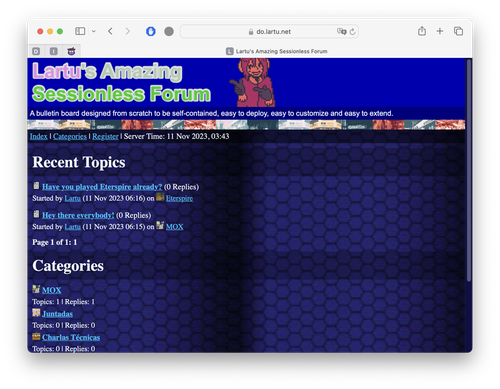 do.lartu.net
Lartu's Amazing Sessionless Forum
Lartu's Amazing
Sessionless Forum
A bulletin board designed from scratch to be self-contained, easy to deploy, easy to customize and easy to extend.
Index | Categories | Register | Server Time: 11 Nov 2023, 03:43
Recent Topics
Have you played Eterspire already? (0 Replies)
Started by Lartu (11 Nov 2023 06:16) on Eterspire
Hey there everybody! (0 Replies)
Started by Lartu (11 Nov 2023 06:15) on MOX
Page 1 of 1: 1
Categories
MOX
Topics: 1 | Replies: 1
Juntadas
Topics: 0 | Replies: 0
Charlas Técnicas
Topics: 0 | Replies: 0